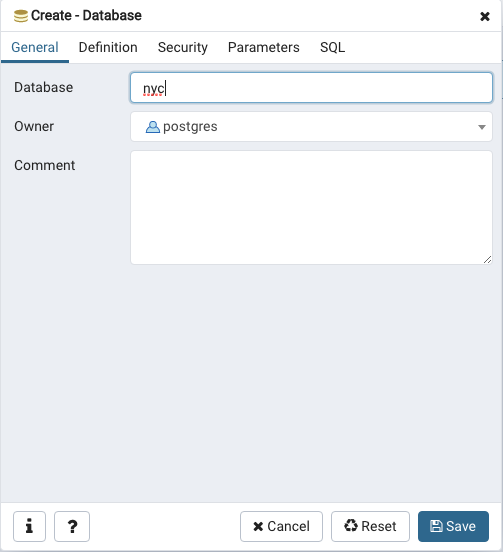 Create - Database
General Definition Security Parameters SQL
Database nyc
Owner postgres
Comment
i ? Cancel Reset Save